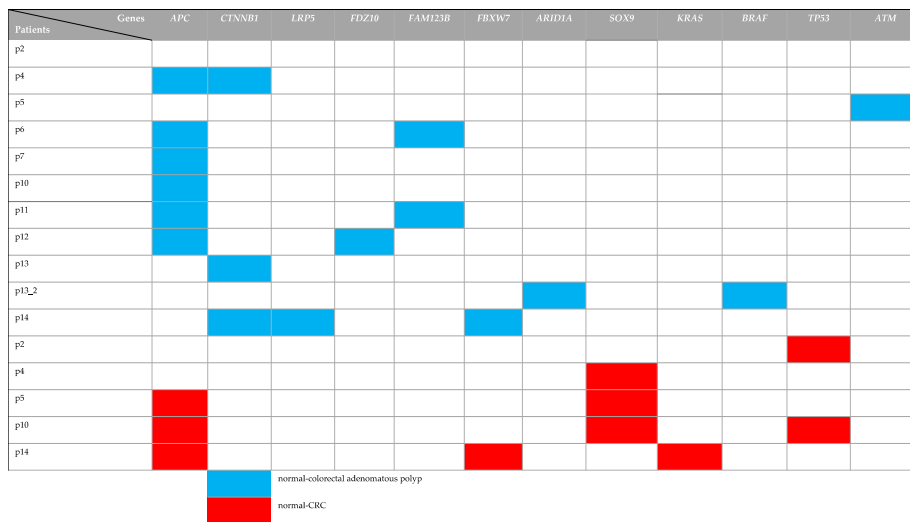 Genes APC CTNNB1 LRP5 FDZ10 FAM123B FBXW7 ARID1A SOX9 KRAS BRAF TP53 ATM
Patients
p2
p4
p5
p6
p7
p10
p11
p12
p13
p13_2
p14
p2
p4
p5
p10
p14
normal-colorectal adenomatous polyp
normal-CRC